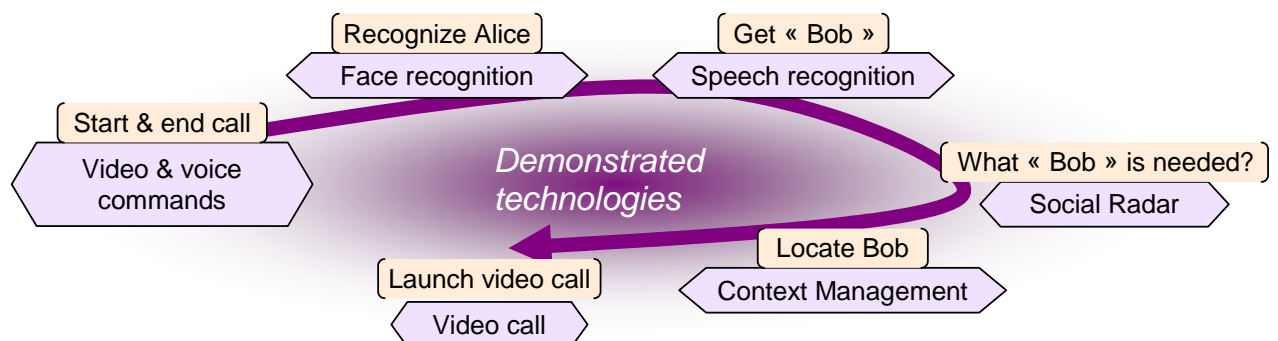 Recognize Alice
Face recognition
Get « Bob »
Speech recognition
Start & end call
Video & voice
commands
Demonstrated
technologies
What « Bob » is needed?
Social Radar
Locate Bob
Context Management
Launch video call
Video call